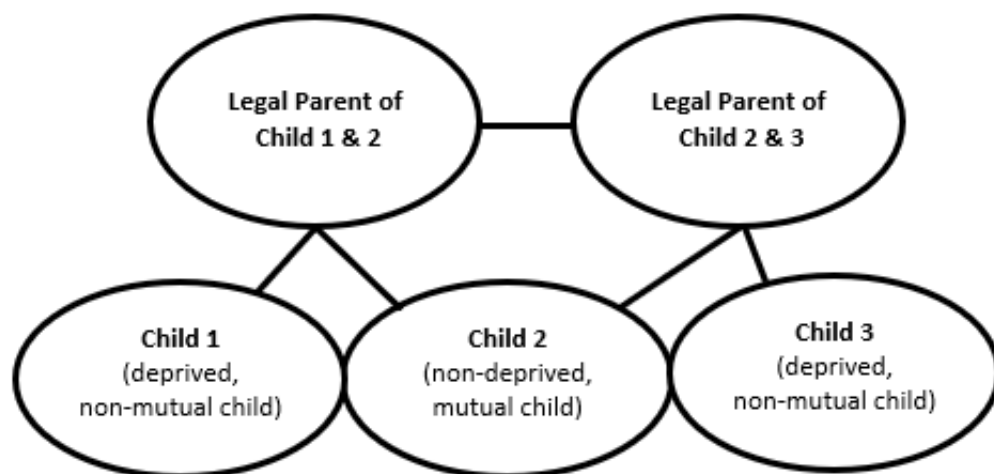 Legal Parent of
Child 1 & 2
Legal Parent of
Child 2 & 3
Child 1
(deprived,
non-mutual child)
Child 2
(non-deprived,
mutual child)
Child 3
(deprived,
non-mutual child)